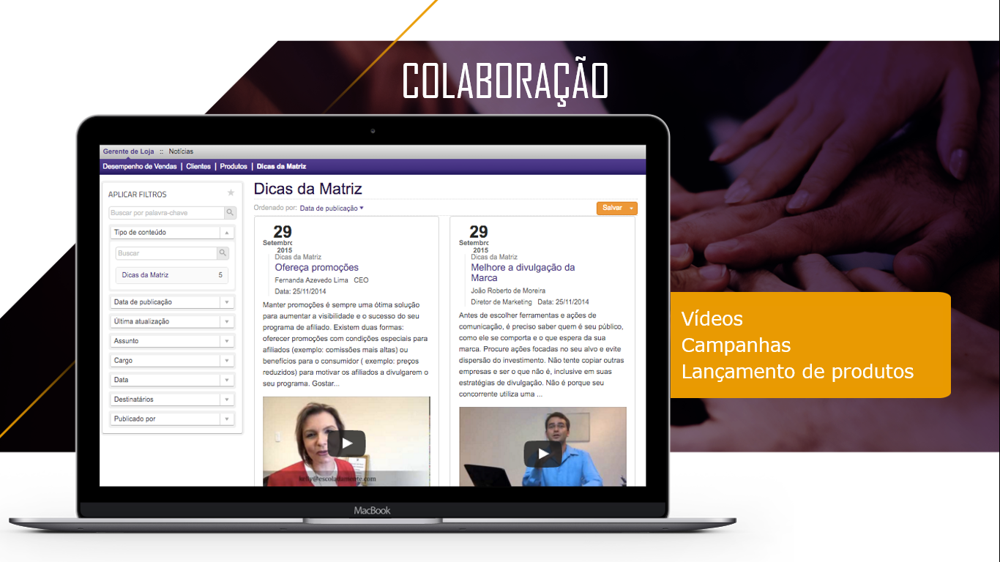 COLABORAÇÃO
Gerente de Loja :: Notícias
Desempenho de Vendas | Clientes | Produtos | Dicas da Matriz
APLICAR FILTROS
Buscar por palavra-chave
Tipo de conteúdo
Buscar
Dicas da Matriz 5
Data de publicação
Última atualização
Assunto
Cargo
Data
Destinatários
Publicado por
Dicas da Matriz
Ordenado por: Data de publicação
Salvar
29
Setembro
2015
Dicas da Matriz
Ofereça promoções
Fernanda Azevedo Lima CEO
Data: 25/11/2014
Manter promoções é sempre uma ótima solução
para aumentar a visibilidade e o sucesso do seu
programa de afiliado. Existem duas formas:
oferecer promoções com condições especiais para
afiliados (exemplo: comissões mais altas) ou
benefícios para o consumidor ( exemplo: preços
reduzidos) para motivar os afiliados a divulgarem o
seu programa. Gostar...
kelly@escoladamente.com
29
Setembro
2015
Dicas da Matriz
Melhore a divulgação da
Marca
João Roberto de Moreira
Diretor de Marketing Data: 25/11/2014
Antes de escolher ferramentas e ações de
comunicação, é preciso saber quem é seu público,
como ele se comporta e o que espera da sua
marca. Procure ações focadas no seu alvo e evite
dispersão do investimento. Não tente copiar outras
empresas e ser o que não é, inclusive em suas
estratégias de divulgação. Não é porque seu
concorrente utiliza uma ...
Vídeos
Campanhas
Lançamento de produtos
MacBook